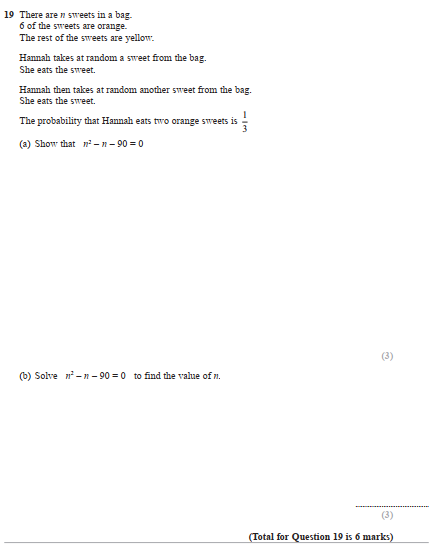 19 There are n sweets in a bag.
6 of the sweets are orange.
The rest of the sweets are yellow.
Hannah takes at random a sweet from the bag.
She eats the sweet.
Hannah then takes at random another sweet from the bag.
She eats the sweet.
The probability that Hannah eats two orange sweets is 1/3
(a) Show that n² – n – 90 = 0
(3)
(b) Solve n² – n – 90 = 0 to find the value of n.
(3)
(Total for Question 19 is 6 marks)